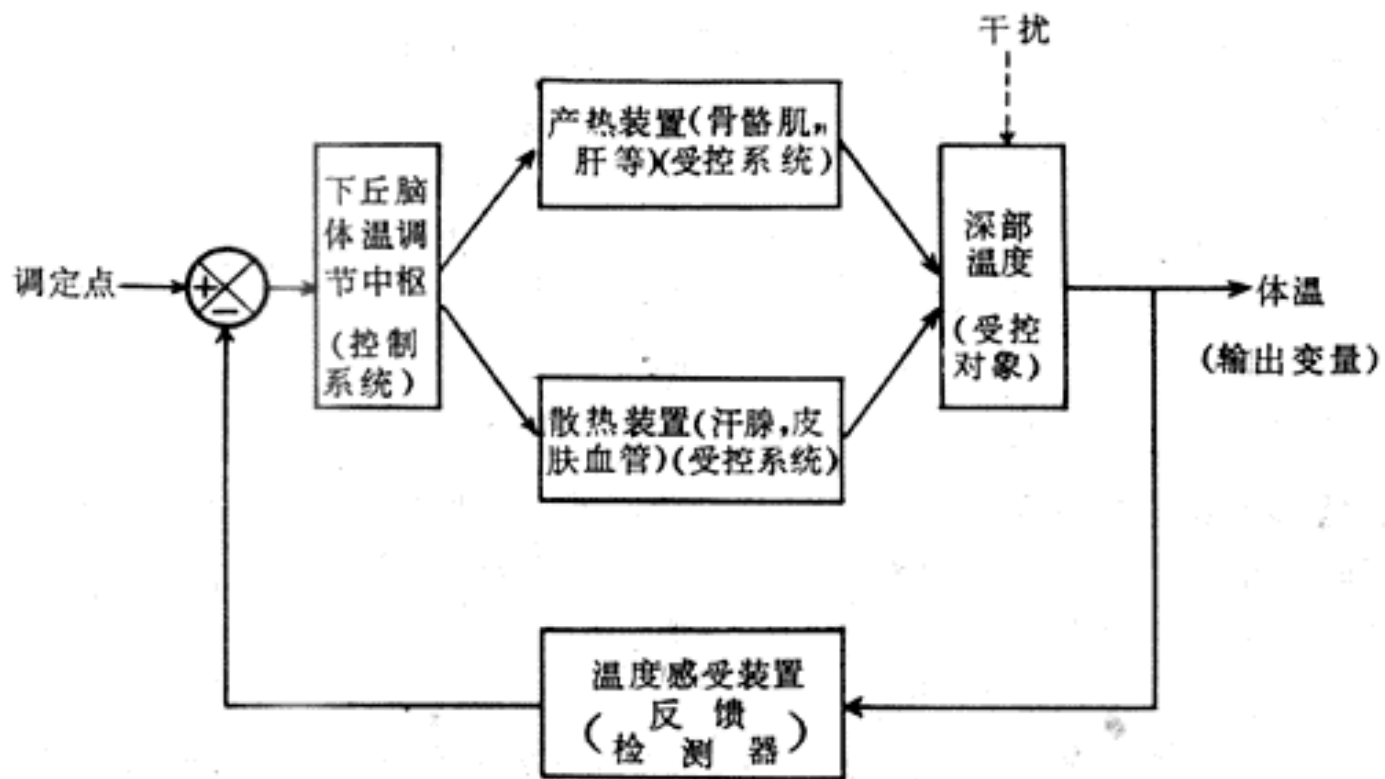 干扰
产热装置(骨骼肌,
肝等)(受控系统)
下丘脑
体温调
节中枢
(控制
系统)
调定点
+
−
深部
温度
(受控
对象)
体温
(输出变量)
散热装置(汗腺,皮
肤血管)(受控系统)
温度感受装置
(反馈
检测器)